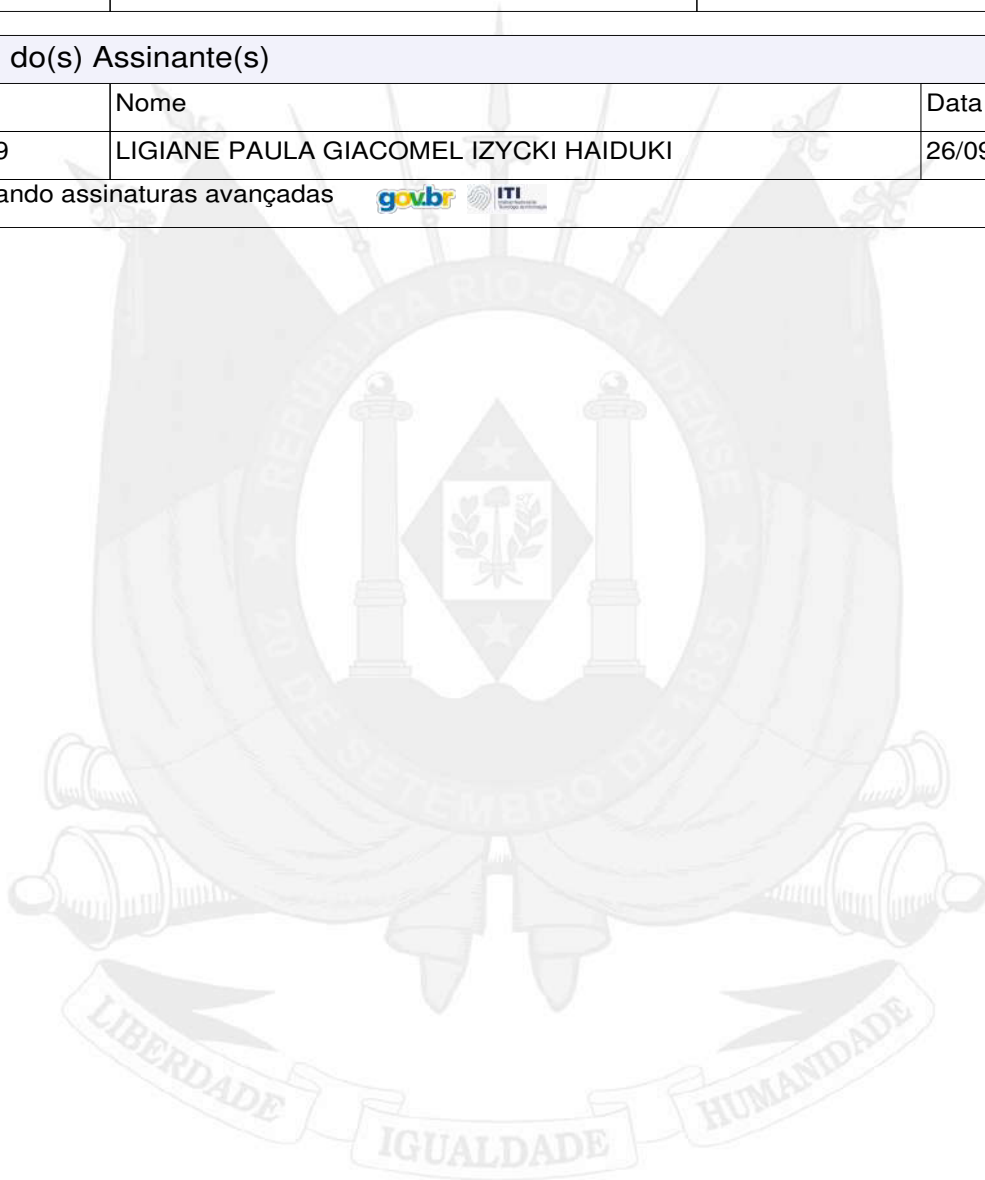 do(s) Assinante(s)
Nome Data
9 LIGIANE PAULA GIACOMEL IZYCKI HAIDUKI 26/09
ando assinaturas avançadas gov.br ITI
REPÚBLICA RIO-GRANDENSE
20 DE SETEMBRO DE 1835
LIBERDADE IGUALDADE HUMANIDADE